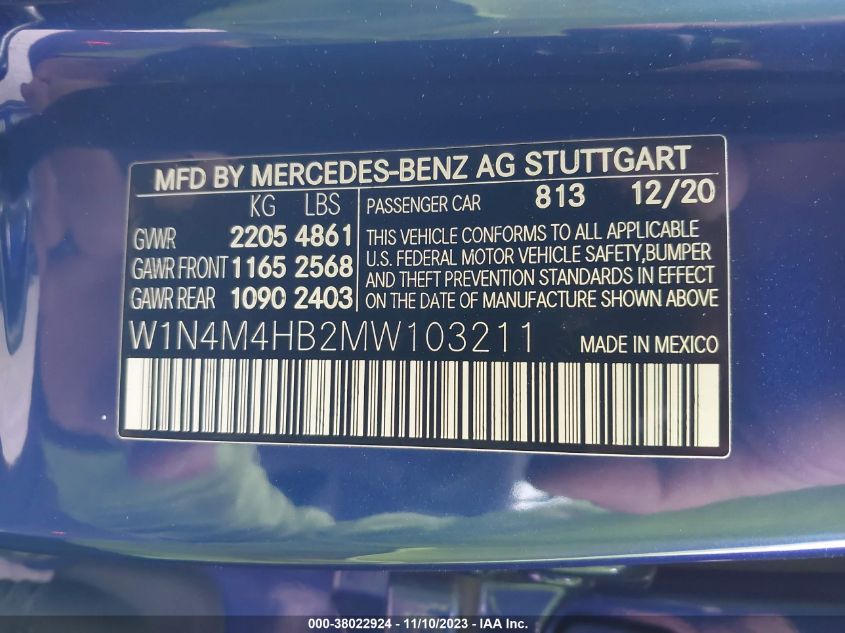 MFD BY MERCEDES-BENZ AG STUTTGART
KG LBS
GVWR 2205 4861
GAWR FRONT 1165 2568
GAWR REAR 1090 2403
PASSENGER CAR 813 12/20
THIS VEHICLE CONFORMS TO ALL APPLICABLE
U.S. FEDERAL MOTOR VEHICLE SAFETY,BUMPER
AND THEFT PREVENTION STANDARDS IN EFFECT
ON THE DATE OF MANUFACTURE SHOWN ABOVE
W1N4M4HB2MW103211 MADE IN MEXICO
000-38022924 - 11/10/2023 - IAA Inc.